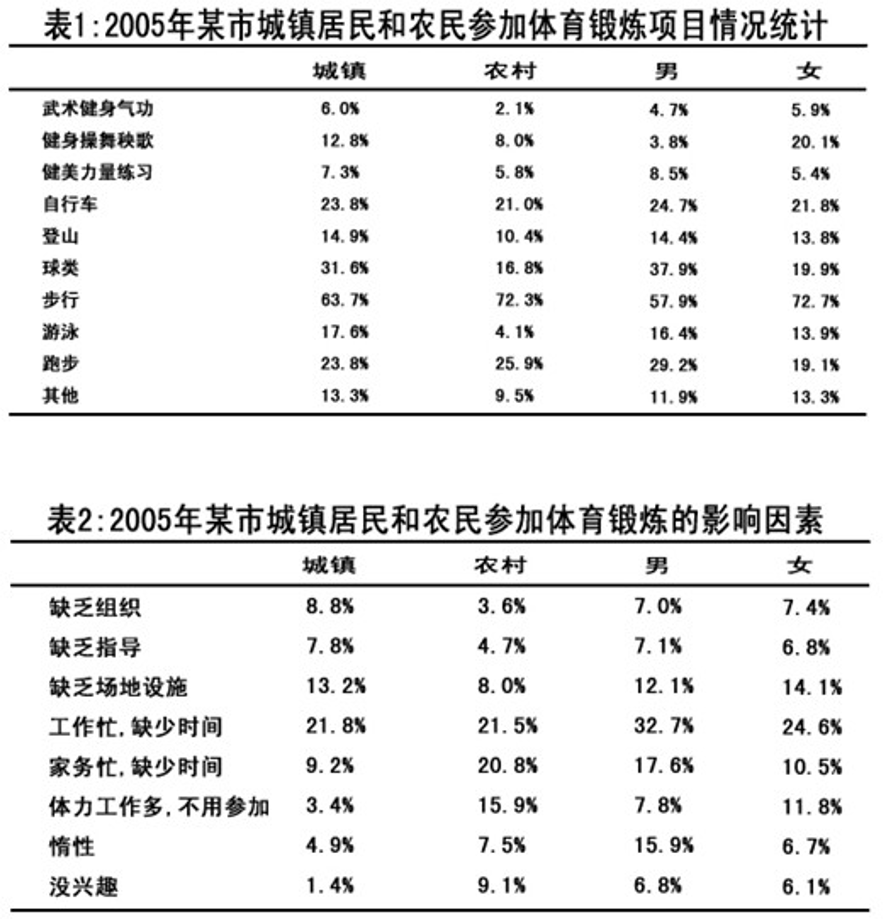 表1:2005年某市城镇居民和农民参加体育锻炼项目情况统计
城镇 农村 男 女
武术健身气功 6.0% 2.1% 4.7% 5.9%
健身操舞秧歌 12.8% 8.0% 3.8% 20.1%
健美力量练习 7.3% 5.8% 8.5% 5.4%
自行车 23.8% 21.0% 24.7% 21.8%
登山 14.9% 10.4% 14.4% 13.8%
球类 31.6% 16.8% 37.9% 19.9%
步行 63.7% 72.3% 57.9% 72.7%
游泳 17.6% 4.1% 16.4% 13.9%
跑步 23.8% 25.9% 29.2% 19.1%
其他 13.3% 9.5% 11.9% 13.3%
表2:2005年某市城镇居民和农民参加体育锻炼的影响因素
城镇 农村 男 女
缺乏组织 8.8% 3.6% 7.0% 7.4%
缺乏指导 7.8% 4.7% 7.1% 6.8%
缺乏场地设施 13.2% 8.0% 12.1% 14.1%
工作忙,缺少时间 21.8% 21.5% 32.7% 24.6%
家务忙,缺少时间 9.2% 20.8% 17.6% 10.5%
体力工作多,不用参加 3.4% 15.9% 7.8% 11.8%
惰性 4.9% 7.5% 15.9% 6.7%
没兴趣 1.4% 9.1% 6.8% 6.1%